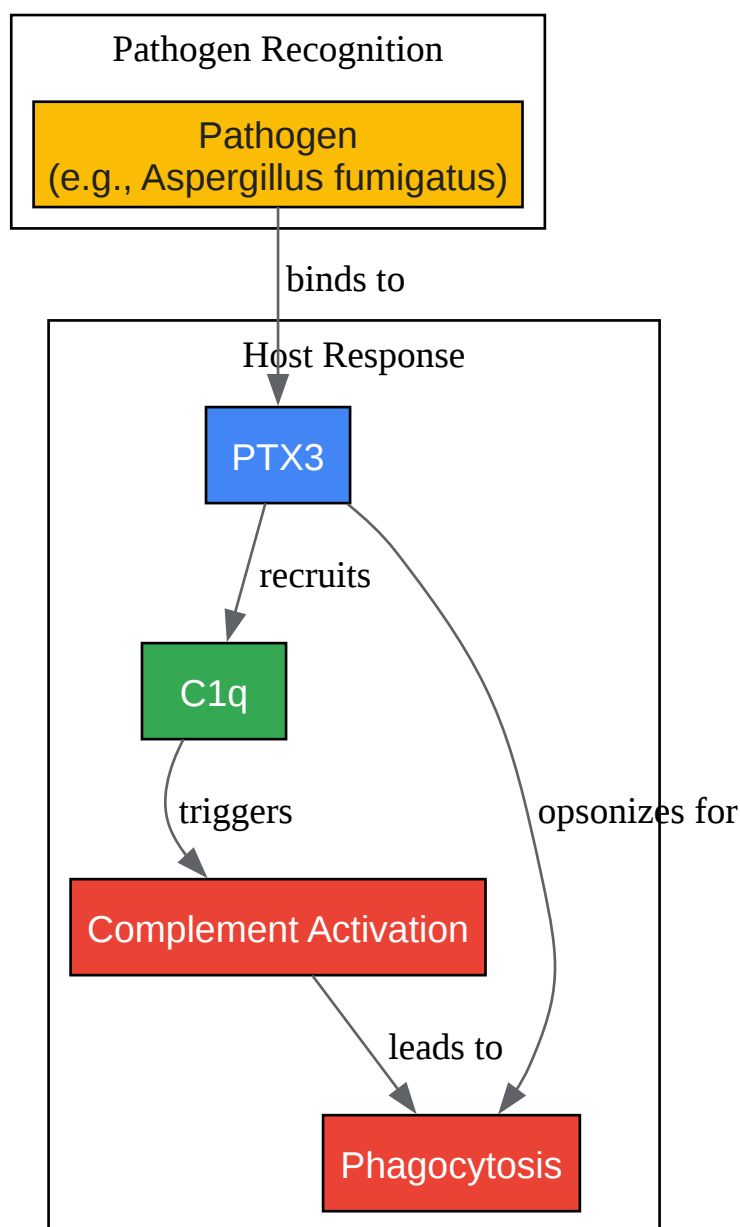 Pathogen Recognition
Pathogen
(e.g., Aspergillus fumigatus)
binds to
Host Response
PTX3
recruits
C1q
triggers
opsonizes for
Complement Activation
leads to
Phagocytosis